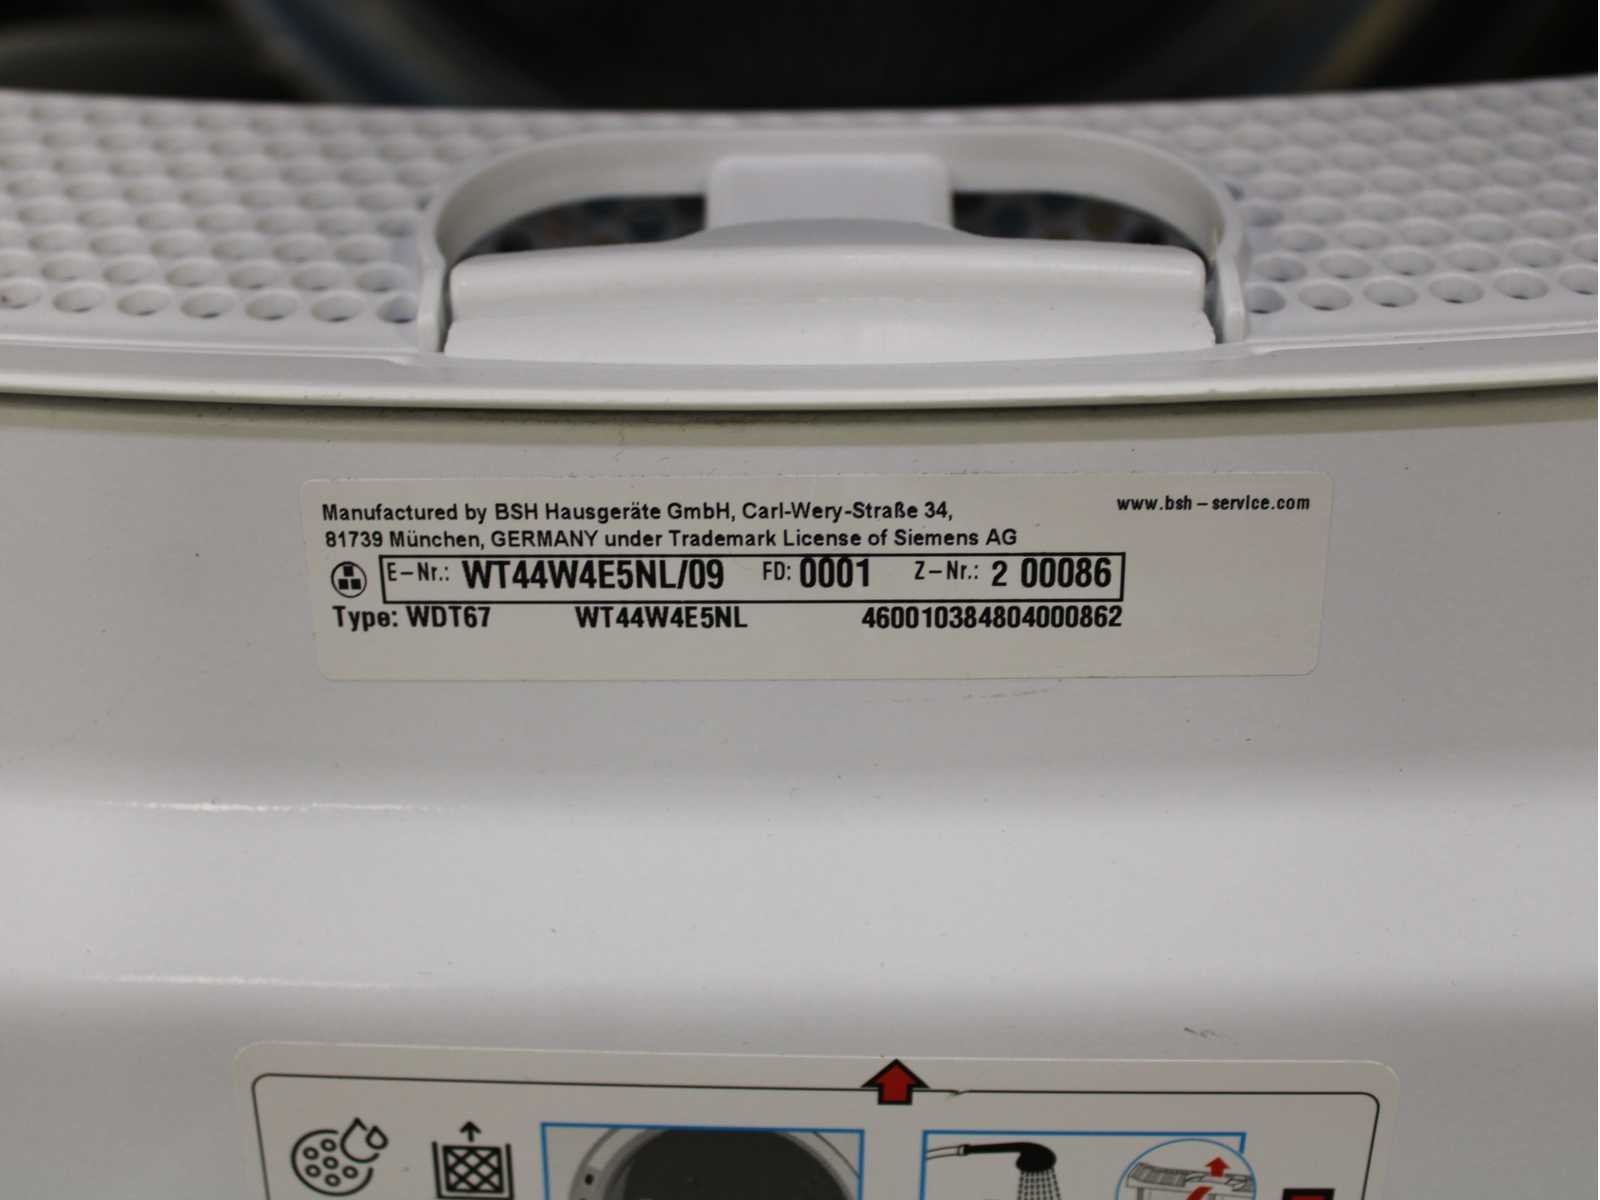 Manufactured by BSH Hausgeräte GmbH, Carl-Wery-Straße 34,
www.bsh-service.com
81739 München, GERMANY under Trademark License of Siemens AG
E-Nr.: WT44W4E5NL/09 FD: 0001 Z-Nr.: 2 00086
Type: WDT67 WT44W4E5NL 460010384804000862